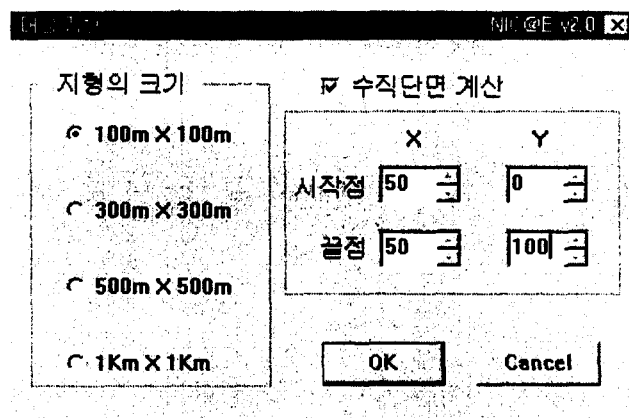 NIC@E v2.0
지형의 크기
100m X 100m
300m X 300m
500m X 500m
1Km X 1Km
수직단면 계산
X Y
시작점 50 0
끝점 50 100
OK Cancel